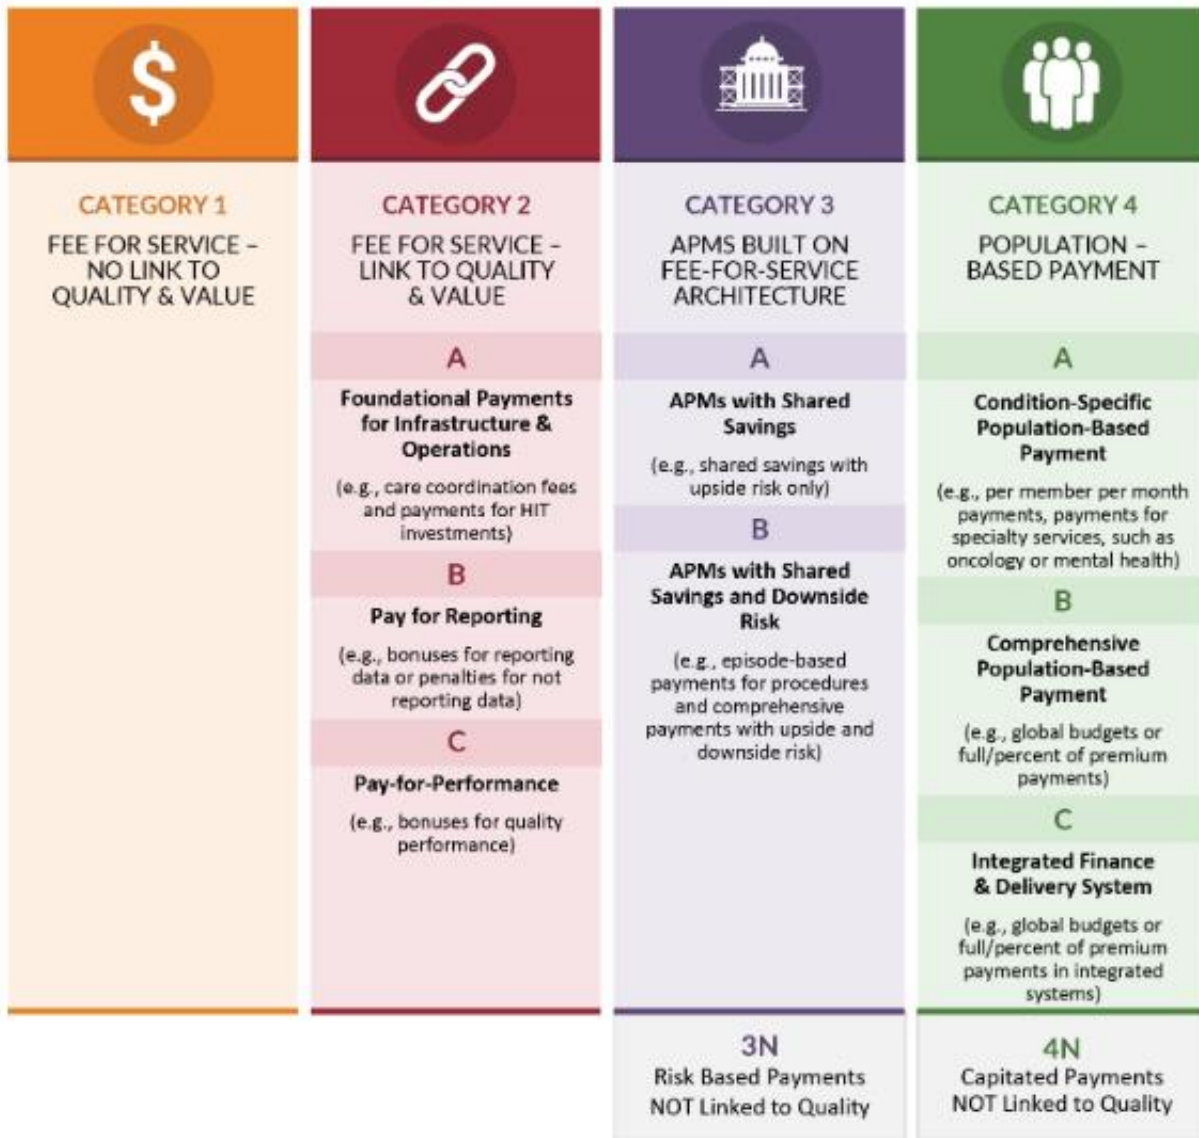 $
CATEGORY 1
FEE FOR SERVICE –
NO LINK TO
QUALITY & VALUE
CATEGORY 2
FEE FOR SERVICE –
LINK TO QUALITY
& VALUE
A
Foundational Payments
for Infrastructure &
Operations
(e.g., care coordination fees
and payments for HIT
investments)
B
Pay for Reporting
(e.g., bonuses for reporting
data or penalties for not
reporting data)
C
Pay-for-Performance
(e.g., bonuses for quality
performance)
CATEGORY 3
APMS BUILT ON
FEE-FOR-SERVICE
ARCHITECTURE
A
APMs with Shared
Savings
(e.g., shared savings with
upside risk only)
B
APMs with Shared
Savings and Downside
Risk
(e.g., episode-based
payments for procedures
and comprehensive
payments with upside and
downside risk)
3N
Risk Based Payments
NOT Linked to Quality
CATEGORY 4
POPULATION –
BASED PAYMENT
A
Condition-Specific
Population-Based
Payment
(e.g., per member per month
payments, payments for
specialty services, such as
oncology or mental health)
B
Comprehensive
Population-Based
Payment
(e.g., global budgets or
full/percent of premium
payments)
C
Integrated Finance
& Delivery System
(e.g., global budgets or
full/percent of premium
payments in integrated
systems)
4N
Capitated Payments
NOT Linked to Quality